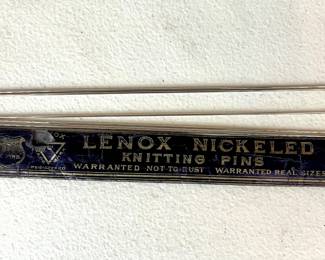 LENOX NICKELED
KNITTING PINS
WARRANTED NOT-TO-RUST WARRANTED REAL SIZES